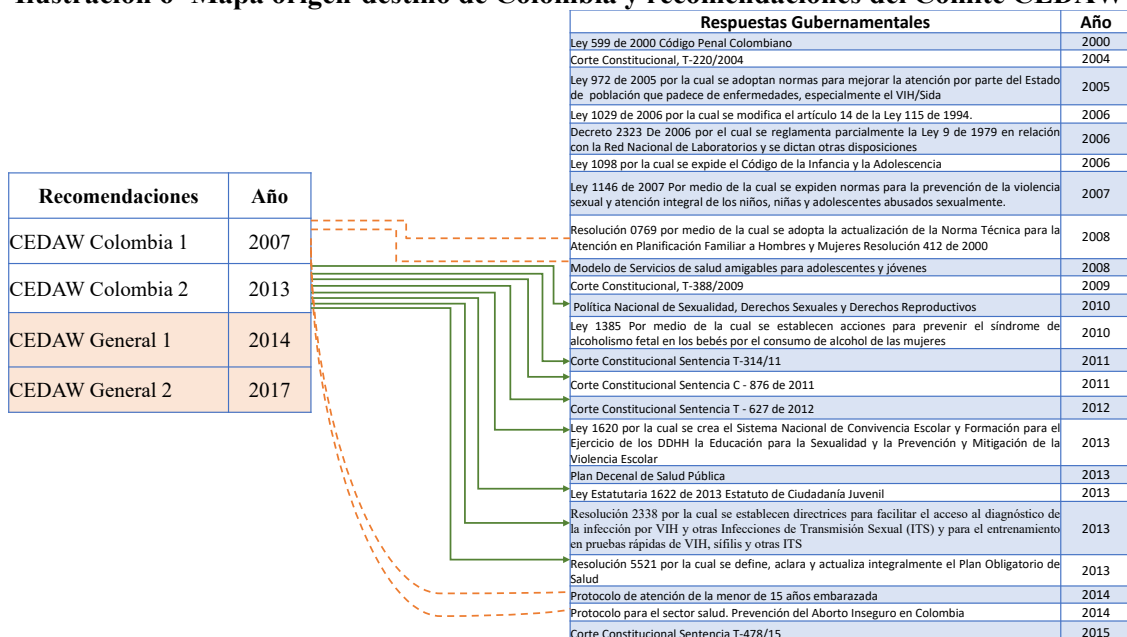 Ilustración 6 Mapa origen-destino de Colombia y recomendaciones del Comité CEDAW
Recomendaciones Año
CEDAW Colombia 1 2007
CEDAW Colombia 2 2013
CEDAW General 1 2014
CEDAW General 2 2017
Respuestas Gubernamentales Año
Ley 599 de 2000 Código Penal Colombiano 2000
Corte Constitucional, T-220/2004 2004
Ley 972 de 2005 por la cual se adoptan normas para mejorar la atención por parte del Estado
de población que padece de enfermedades, especialmente el VIH/Sida 2005
Ley 1029 de 2006 por la cual se modifica el artículo 14 de la Ley 115 de 1994. 2006
Decreto 2323 De 2006 por el cual se reglamenta parcialmente la Ley 9 de 1979 en relación
con la Red Nacional de Laboratorios y se dictan otras disposiciones 2006
Ley 1098 por la cual se expide el Código de la Infancia y la Adolescencia 2006
Ley 1146 de 2007 Por medio de la cual se expiden normas para la prevención de la violencia
sexual y atención integral de los niños, niñas y adolescentes abusados sexualmente. 2007
Resolución 0769 por medio de la cual se adopta la actualización de la Norma Técnica para la
Atención en Planificación Familiar a Hombres y Mujeres Resolución 412 de 2000 2008
Modelo de Servicios de salud amigables para adolescentes y jóvenes 2008
Corte Constitucional, T-388/2009 2009
Política Nacional de Sexualidad, Derechos Sexuales y Derechos Reproductivos 2010
Ley 1385 Por medio de la cual se establecen acciones para prevenir el síndrome de
alcoholismo fetal en los bebés por el consumo de alcohol de las mujeres 2010
Corte Constitucional Sentencia T-314/11 2011
Corte Constitucional Sentencia C - 876 de 2011 2011
Corte Constitucional Sentencia T - 627 de 2012 2012
Ley 1620 por la cual se crea el Sistema Nacional de Convivencia Escolar y Formación para el
Ejercicio de los DDHH la Educación para la Sexualidad y la Prevención y Mitigación de la
Violencia Escolar 2013
Plan Decenal de Salud Pública 2013
Ley Estatutaria 1622 de 2013 Estatuto de Ciudadanía Juvenil 2013
Resolución 2338 por la cual se establecen directrices para facilitar el acceso al diagnóstico de
la infección por VIH y otras Infecciones de Transmisión Sexual (ITS) y para el entrenamiento
en pruebas rápidas de VIH, sífilis y otras ITS 2013
Resolución 5521 por la cual se define, aclara y actualiza integralmente el Plan Obligatorio de
Salud 2013
Protocolo de atención de la menor de 15 años embarazada 2014
Protocolo para el sector salud. Prevención del Aborto Inseguro en Colombia 2014
Corte Constitucional Sentencia T-478/15 2015